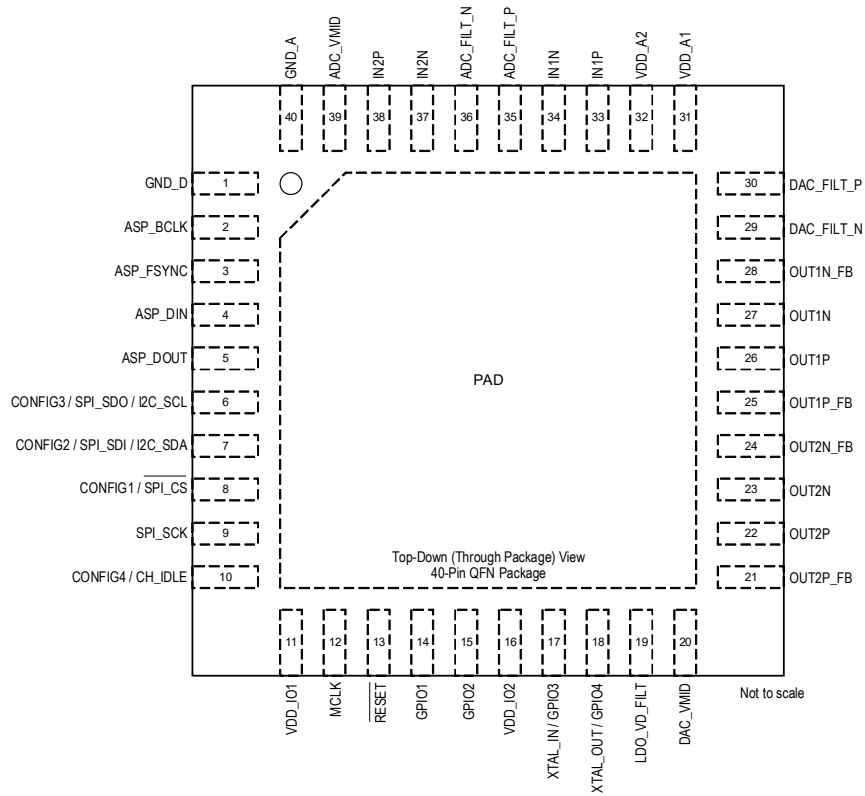 GND_A
ADC_VMID
IN2P
IN2N
ADC_FILT_N
ADC_FILT_P
IN1N
IN1P
VDD_A2
VDD_A1
40
39
38
37
36
35
34
33
32
31
GND_D
1
ASP_BCLK
2
ASP_FSYNC
3
ASP_DIN
4
ASP_DOUT
5
CONFIG3 / SPI_SDO / I2C_SCL
6
CONFIG2 / SPI_SDI / I2C_SDA
7
CONFIG1 / SPI_CS
8
SPI_SCK
9
CONFIG4 / CH_IDLE
10
PAD
Top-Down (Through Package) View
40-Pin QFN Package
30
DAC_FILT_P
29
DAC_FILT_N
28
OUT1N_FB
27
OUT1N
26
OUT1P
25
OUT1P_FB
24
OUT2N_FB
23
OUT2N
22
OUT2P
21
OUT2P_FB
11
12
13
14
15
16
17
18
19
20
VDD_IO1
MCLK
RESET
GPIO1
GPIO2
VDD_IO2
XTAL_IN / GPIO3
XTAL_OUT / GPIO4
LDO_VD_FILT
DAC_VMID
Not to scale